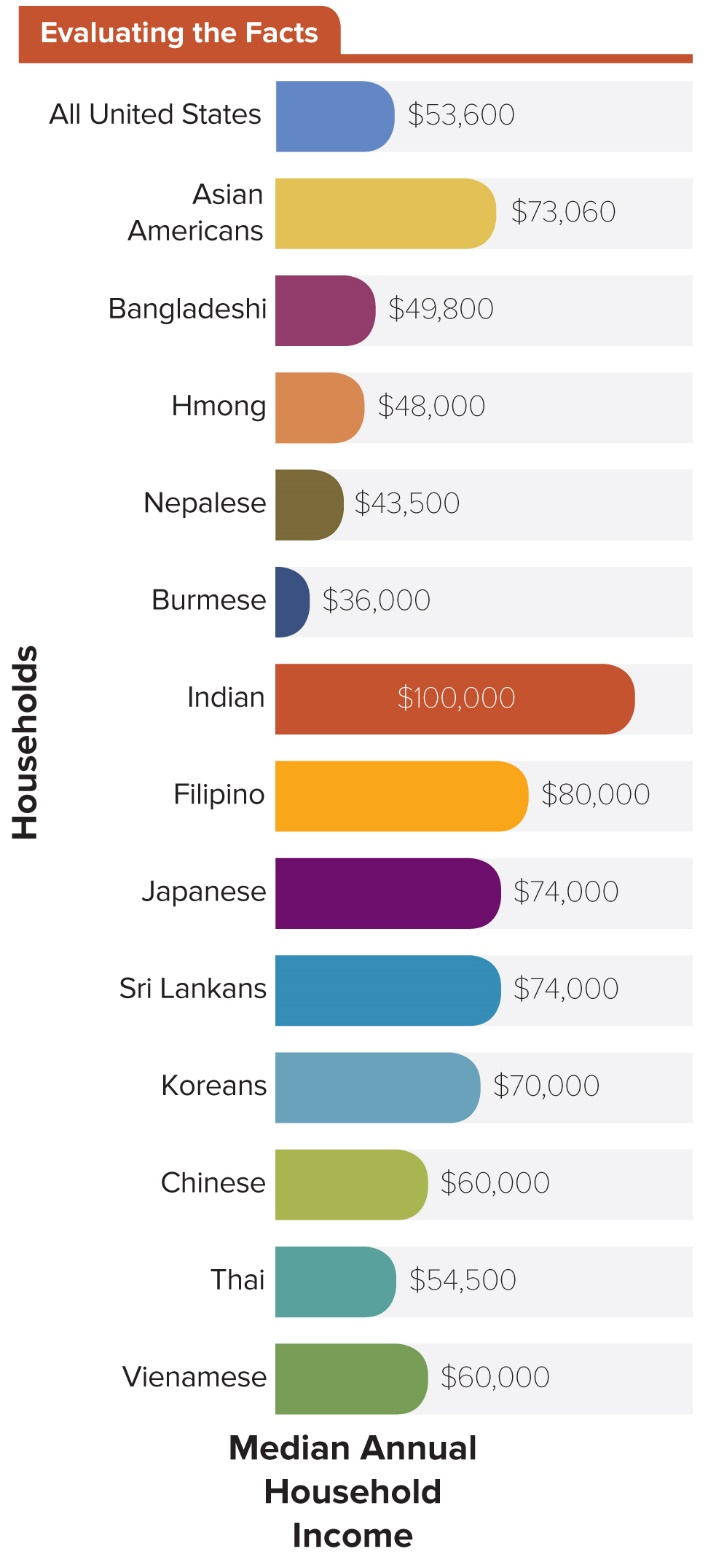 Evaluating the Facts
All United States $53,600
Asian
Americans $73,060
Bangladeshi $49,800
Hmong $48,000
Nepalese $43,500
Burmese $36,000
Households
Indian $100,000
Filipino $80,000
Japanese $74,000
Sri Lankans $74,000
Koreans $70,000
Chinese $60,000
Thai $54,500
Vienamese $60,000
Median Annual
Household
Income